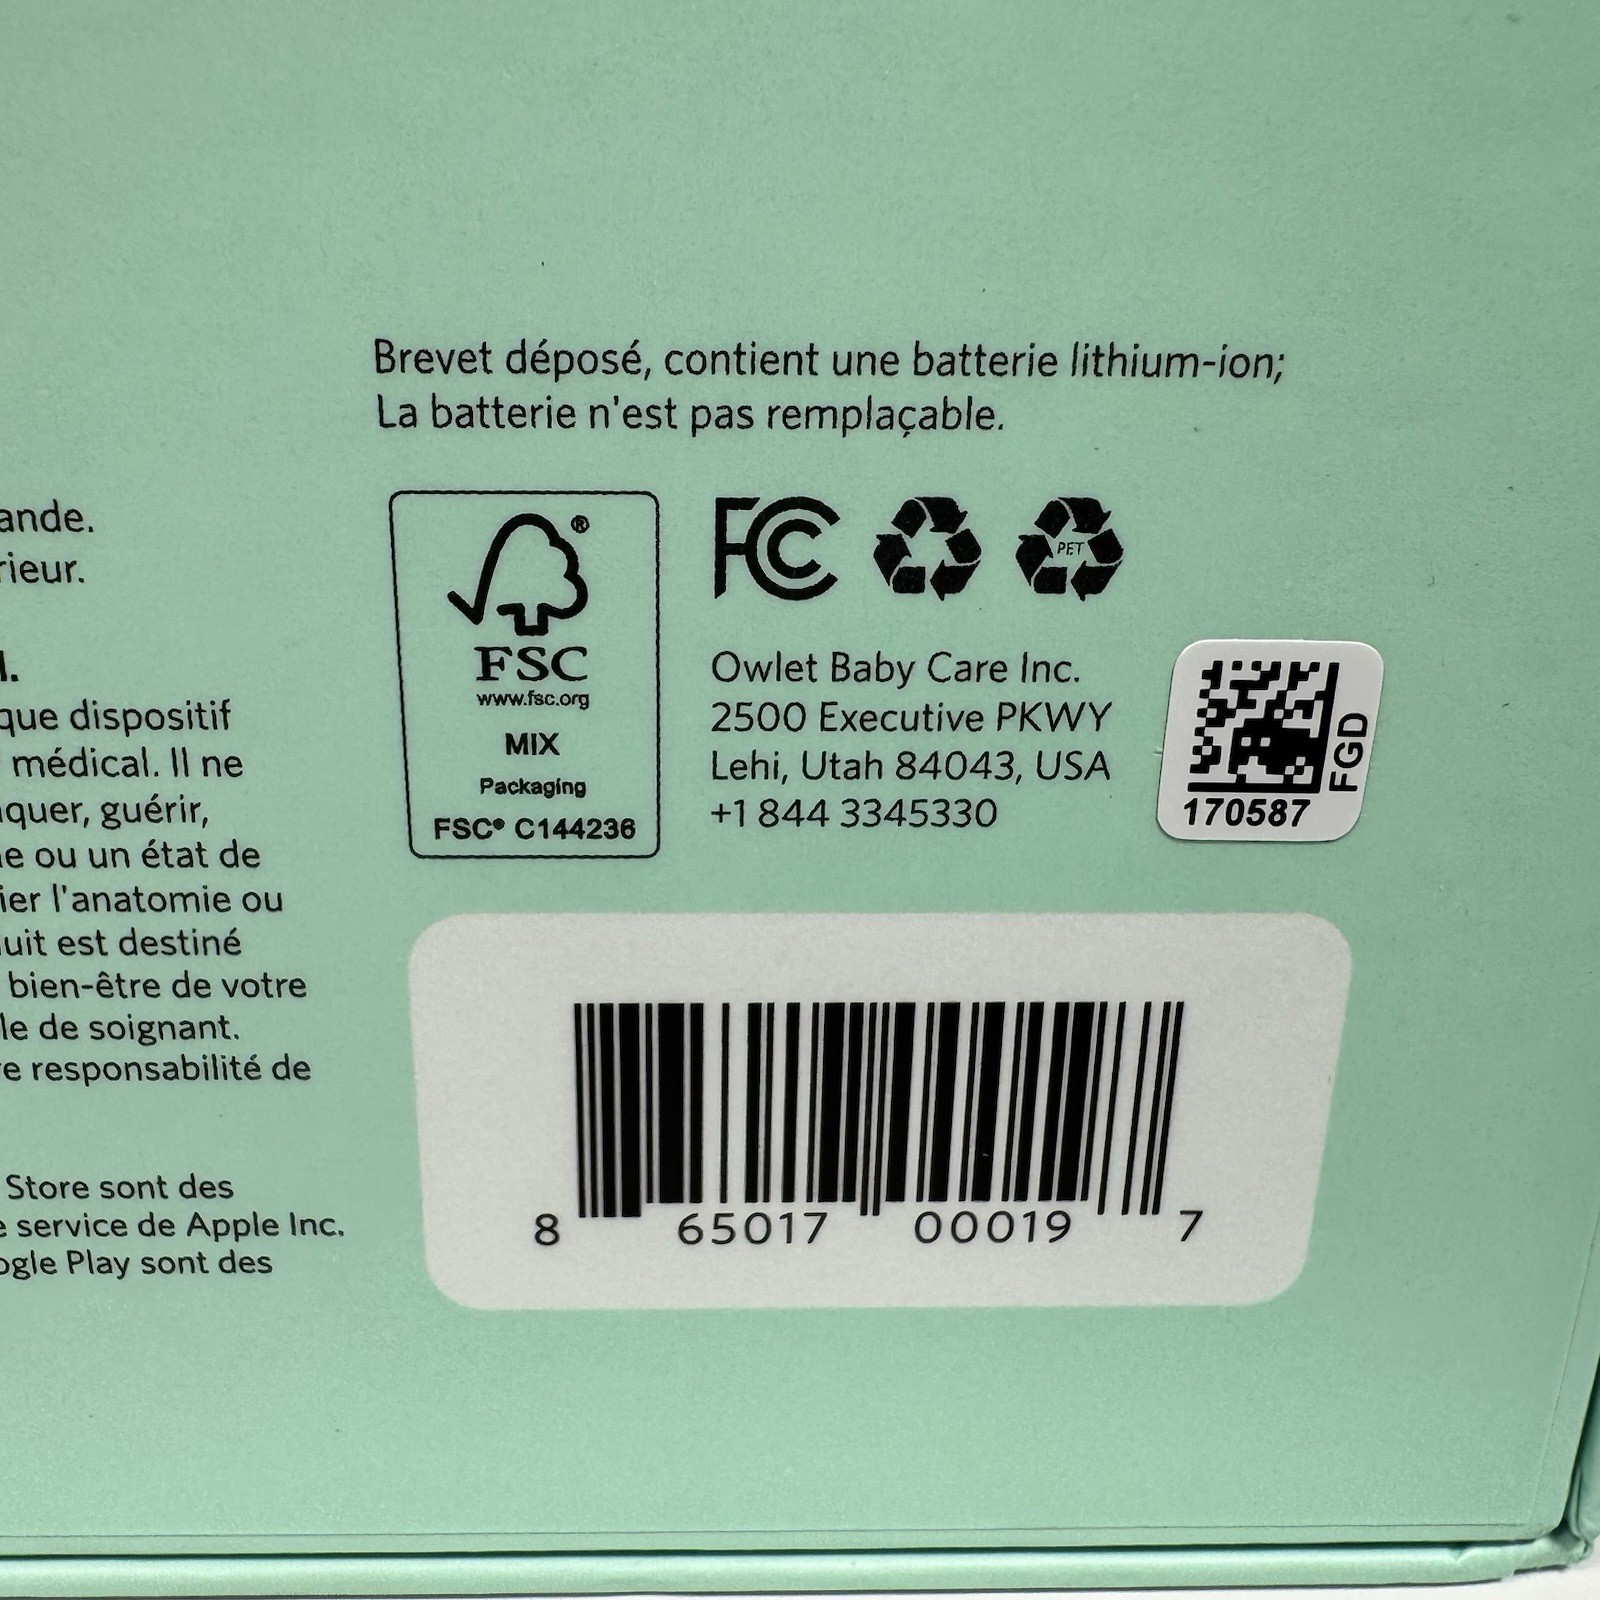 Brevet déposé, contient une batterie lithium-ion;
La batterie n'est pas remplaçable.
ande.
rieur.
que dispositif
médical. Il ne
quer, guérir,
e ou un état de
ier l'anatomie ou
uit est destiné
bien-être de votre
le de soignant.
e responsabilité de
Store sont des
e service de Apple Inc.
ogle Play sont des
®
FSC
www.fsc.org
MIX
Packaging
FSC® C144236
FC
PET
Owlet Baby Care Inc.
2500 Executive PKWY
Lehi, Utah 84043, USA
+1 844 3345330
FGD
170587
8 65017 00019 7